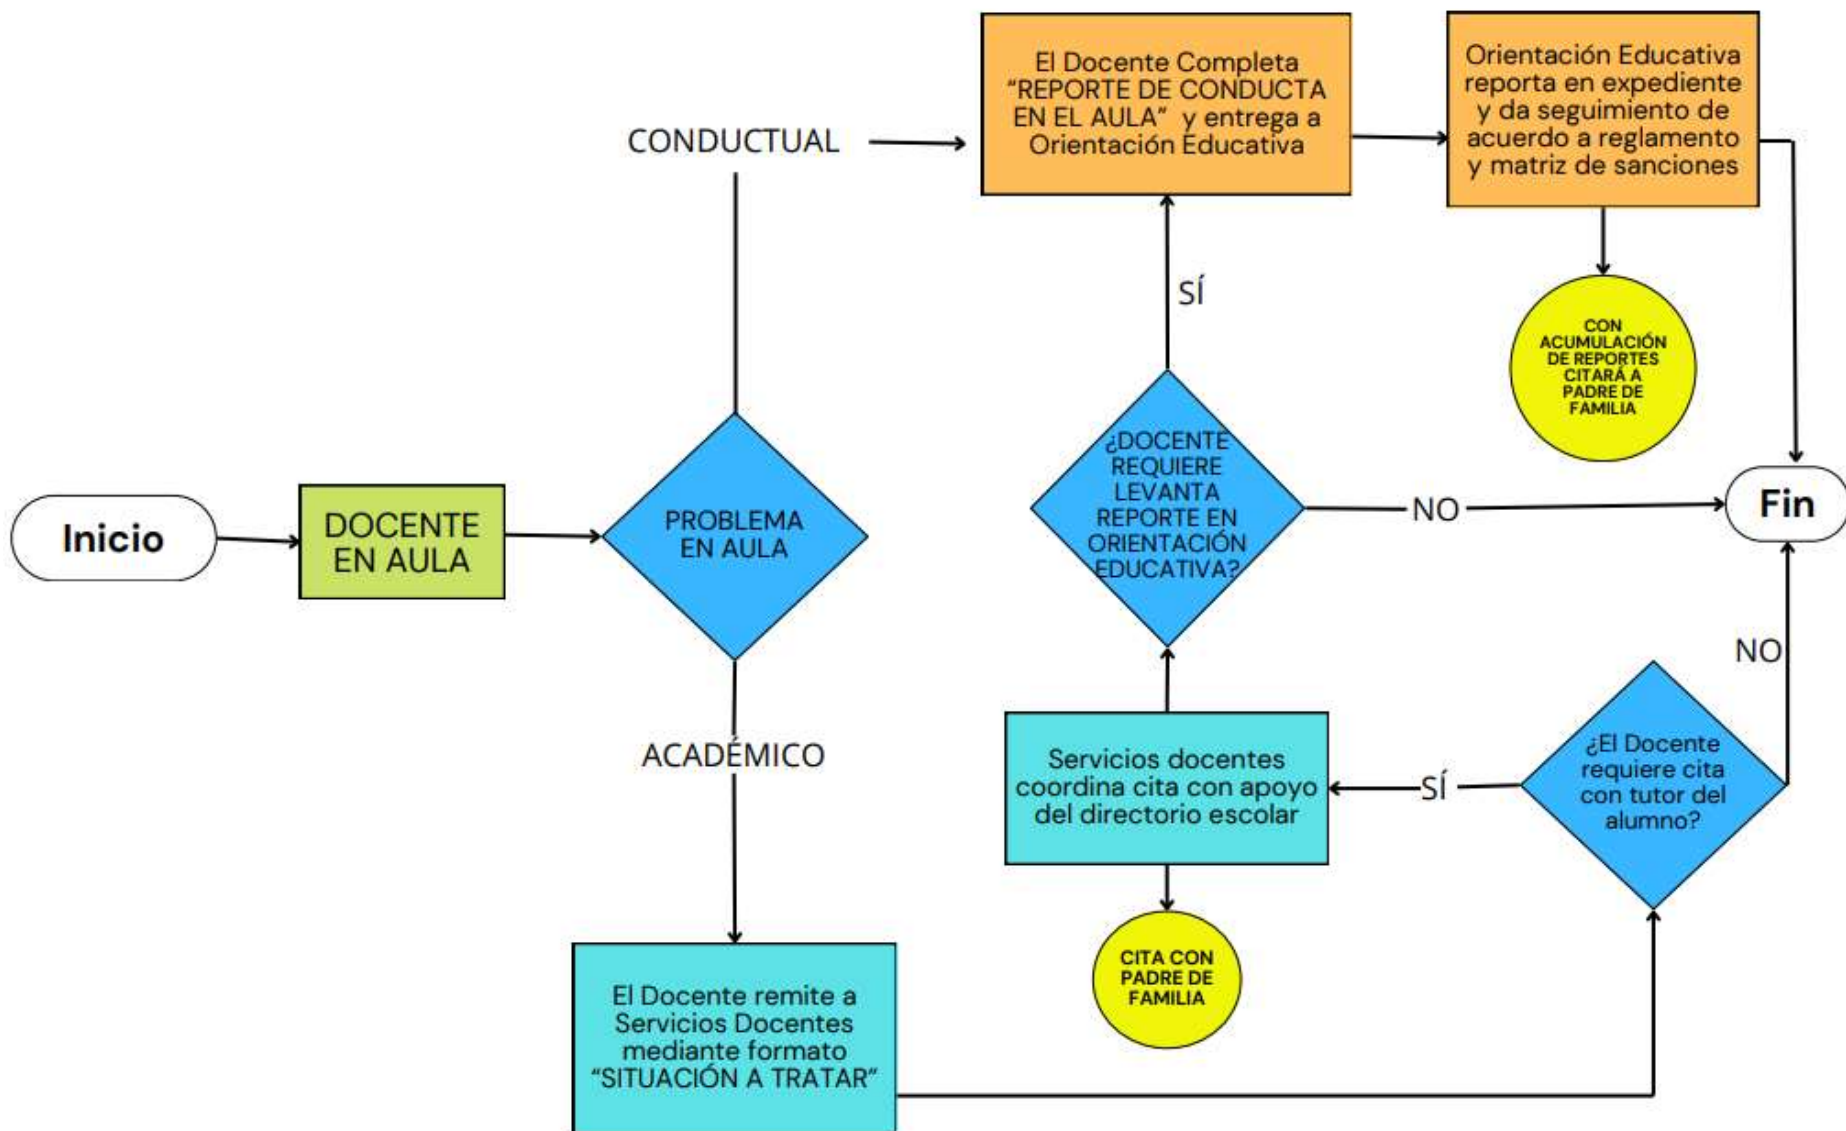 El Docente Completa
“REPORTE DE CONDUCTA
EN EL AULA” y entrega a
Orientación Educativa
Orientación Educativa
reporta en expediente
y da seguimiento de
acuerdo a reglamento
y matriz de sanciones
CONDUCTUAL
SÍ
CON
ACUMULACIÓN
DE REPORTES
CITARÁ A
PADRE DE
FAMILIA
Inicio
DOCENTE
EN AULA
PROBLEMA
EN AULA
¿DOCENTE
REQUIERE
LEVANTA
REPORTE EN
ORIENTACIÓN
EDUCATIVA?
NO
Fin
NO
ACADÉMICO
Servicios docentes
coordina cita con apoyo
del directorio escolar
SÍ
¿El Docente
requiere cita
con tutor del
alumno?
CITA CON
PADRE DE
FAMILIA
El Docente remite a
Servicios Docentes
mediante formato
“SITUACIÓN A TRATAR”